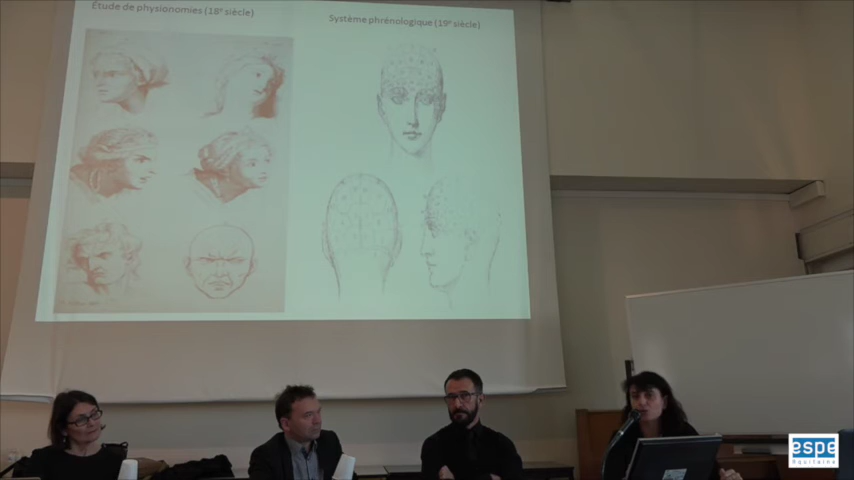 Étude de physionomies (18e siècle)
Système phrénologique (19e siècle)
espe
Aquitaine